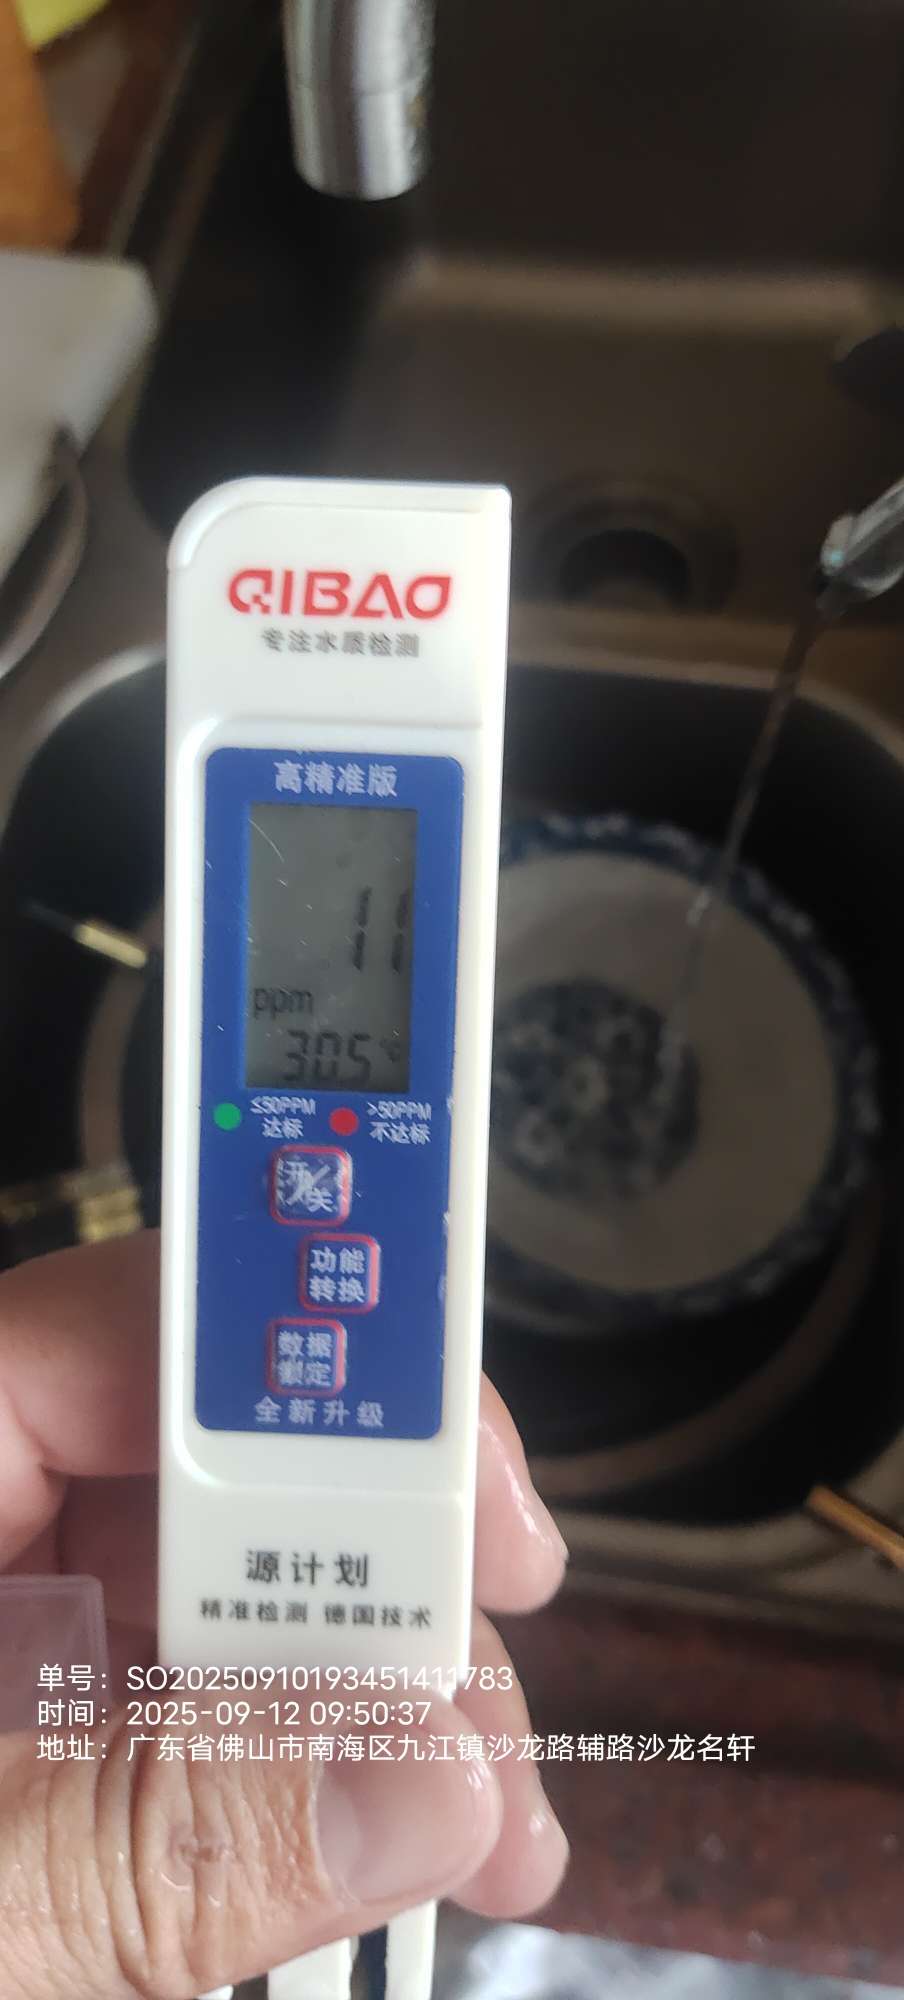 QIBAO
专注水质检测
高精准版
11
ppm
30.5℃
≤50PPM 达标
>50PPM 不达标
开/关
功能
转换
数据
锁定
全新升级
源计划
精准检测 德国技术
单号：SO20250910193451411783
时间：2025-09-12 09:50:37
地址：广东省佛山市南海区九江镇沙龙路辅路沙龙名轩